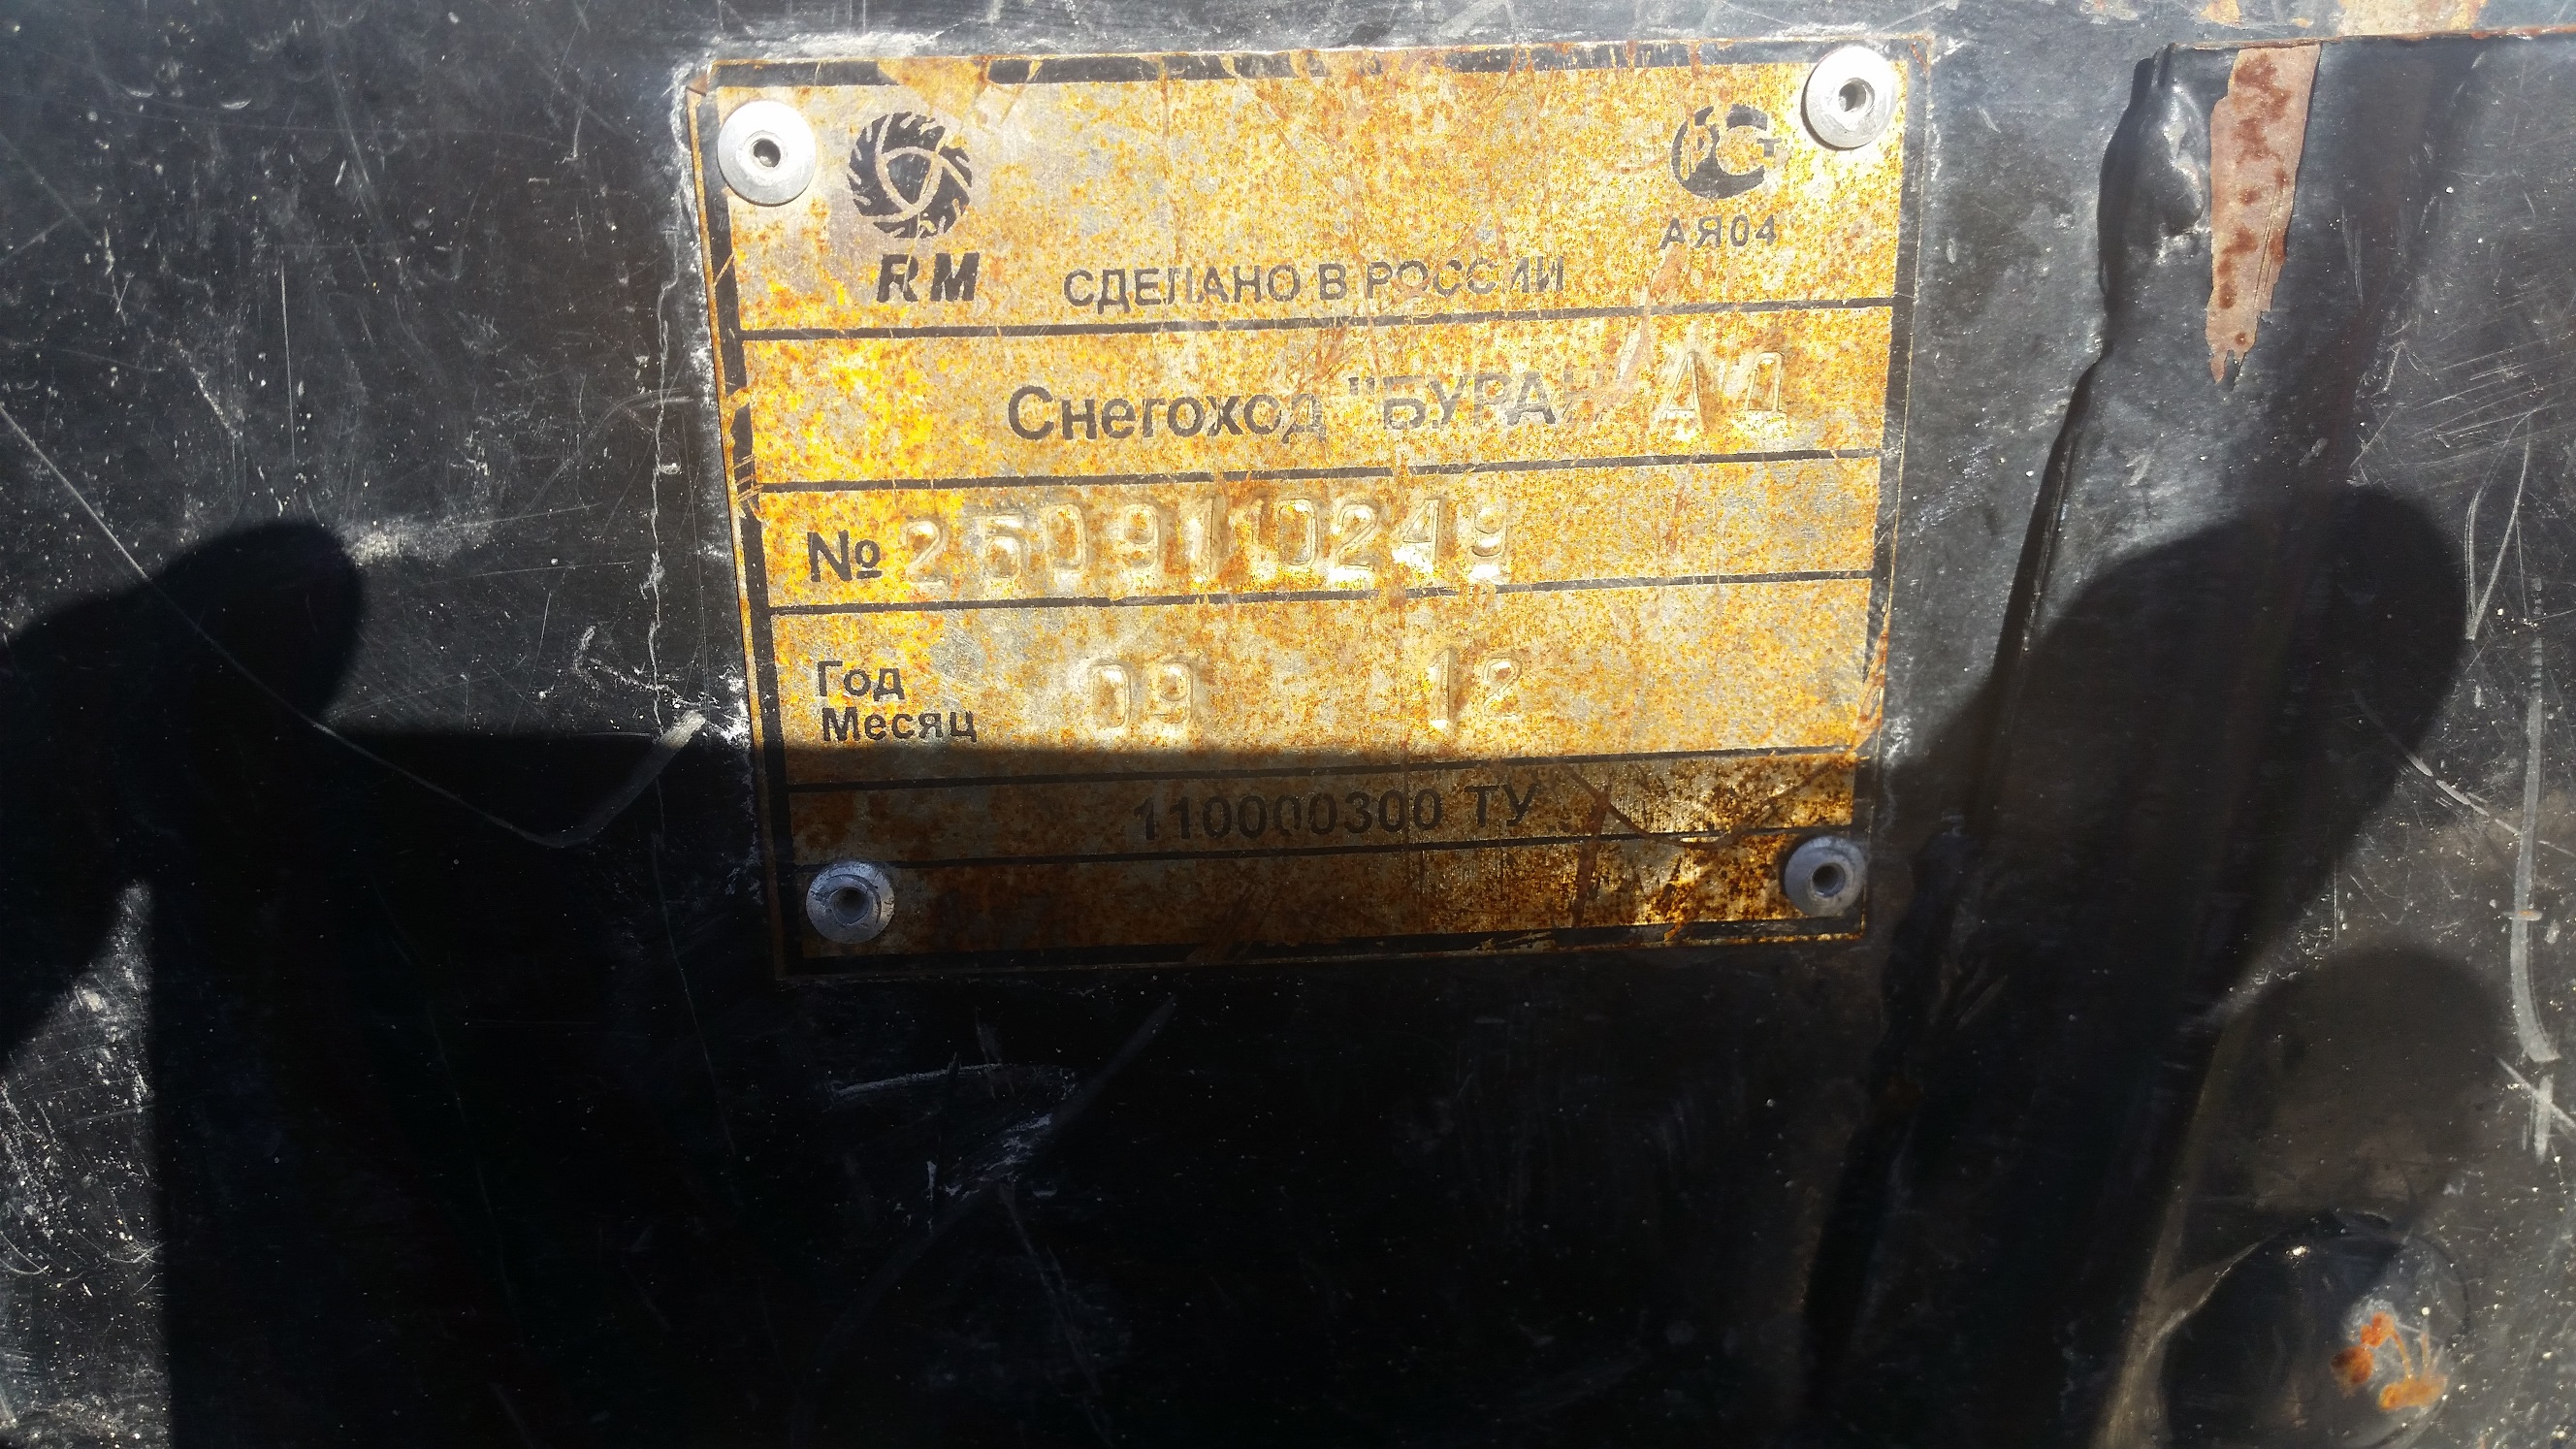 АЯ04
RM СДЕЛАНО В РОССИИ
Снегоход "БУРАН" АД
№ 2509110249
Год
Месяц 09 12
110000300 ТУ